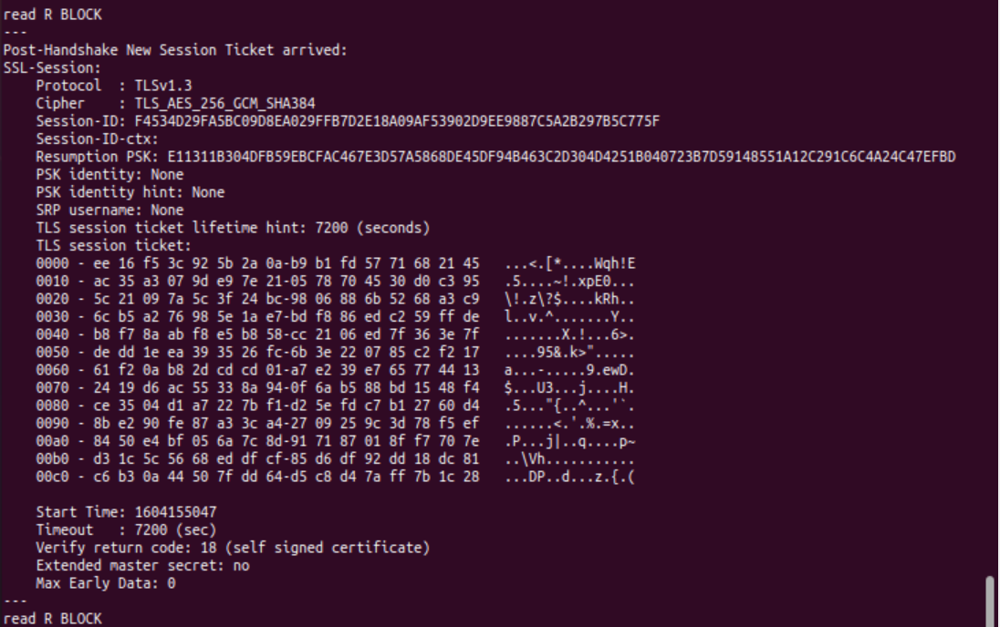 read R BLOCK
---
Post-Handshake New Session Ticket arrived:
SSL-Session:
    Protocol  : TLSv1.3
    Cipher    : TLS_AES_256_GCM_SHA384
    Session-ID: F4534D29FA5BC09D8EA029FFB7D2E18A09AF53902D9EE9887C5A2B297B5C775F
    Session-ID-ctx:
    Resumption PSK: E11311B304DFB59EBCFAC467E3D57A5868DE45DF94B463C2D304D4251B040723B7D59148551A12C291C6C4A24C47EFBD
    PSK identity: None
    PSK identity hint: None
    SRP username: None
    TLS session ticket lifetime hint: 7200 (seconds)
    TLS session ticket:
    0000 - ee 16 f5 3c 92 5b 2a 0a-b9 b1 fd 57 71 68 21 45   ...<.[*....Wqh!E
    0010 - ac 35 a3 07 9d e9 7e 21-05 78 70 45 30 d0 c3 95   .5....~!.xpE0...
    0020 - 5c 21 09 7a 5c 3f 24 bc-98 06 88 6b 52 68 a3 c9   \!.z\?$....kRh..
    0030 - 6c b5 a2 76 98 5e 1a e7-bd f8 86 ed c2 59 ff de   l..v.^.......Y..
    0040 - b8 f7 8a ab f8 e5 b8 58-cc 21 06 ed 7f 36 3e 7f   .......X.!...6>.
    0050 - de dd 1e ea 39 35 26 fc-6b 3e 22 07 85 c2 f2 17   ....95&.k>".....
    0060 - 61 f2 0a b8 2d cd cd 01-a7 e2 39 e7 65 77 44 13   a...-.....9.ewD.
    0070 - 24 19 d6 ac 55 33 8a 94-0f 6a b5 88 bd 15 48 f4   $...U3...j....H.
    0080 - ce 35 04 d1 a7 22 7b f1-d2 5e fd c7 b1 27 60 d4   .5..."{..^...'`.
    0090 - 8b e2 90 fe 87 a3 3c a4-27 09 25 9c 3d 78 f5 ef   ......<.'.%.=x..
    00a0 - 84 50 e4 bf 05 6a 7c 8d-91 71 87 01 8f f7 70 7e   .P...j|..q....p~
    00b0 - d3 1c 5c 56 68 ed df cf-85 d6 df 92 dd 18 dc 81   ..\Vh...........
    00c0 - c6 b3 0a 44 50 7f dd 64-d5 c8 d4 7a ff 7b 1c 28   ...DP..d...z.{.(
    Start Time: 1604155047
    Timeout   : 7200 (sec)
    Verify return code: 18 (self signed certificate)
    Extended master secret: no
    Max Early Data: 0
---
read R BLOCK